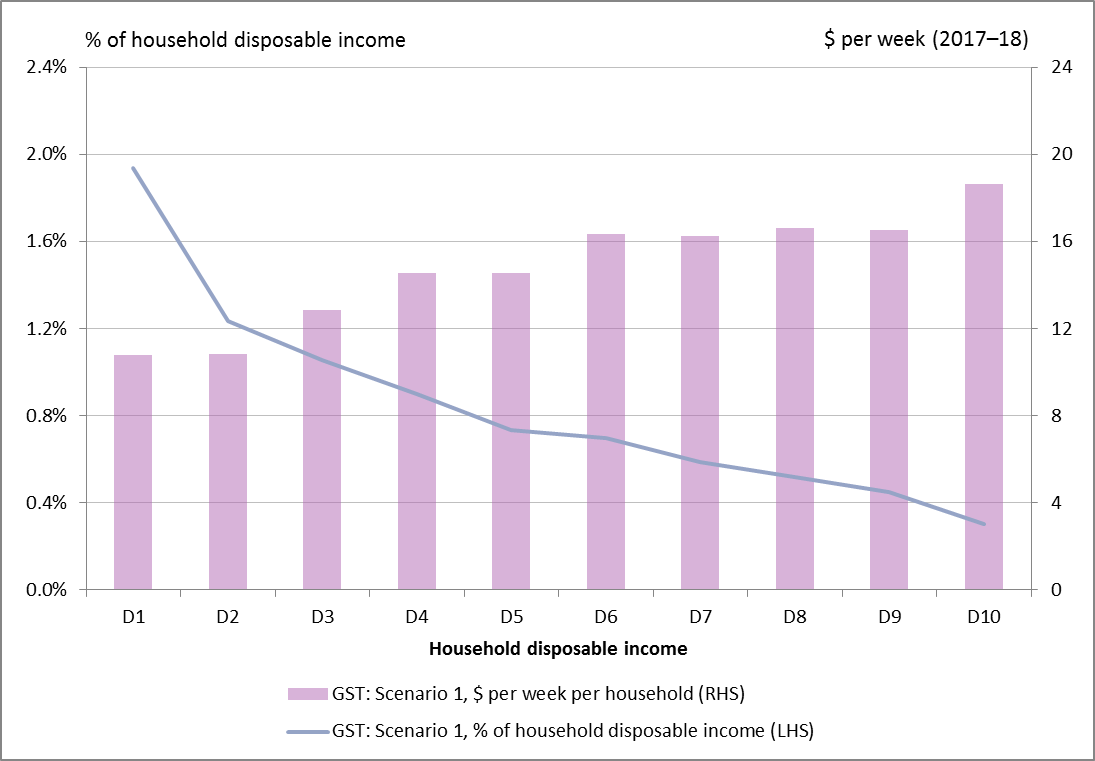 % of household disposable income
$ per week (2017–18)
2.4%
2.0%
1.6%
1.2%
0.8%
0.4%
0.0%
24
20
16
12
8
4
0
D1 D2 D3 D4 D5 D6 D7 D8 D9 D10
Household disposable income
GST: Scenario 1, $ per week per household (RHS)
GST: Scenario 1, % of household disposable income (LHS)